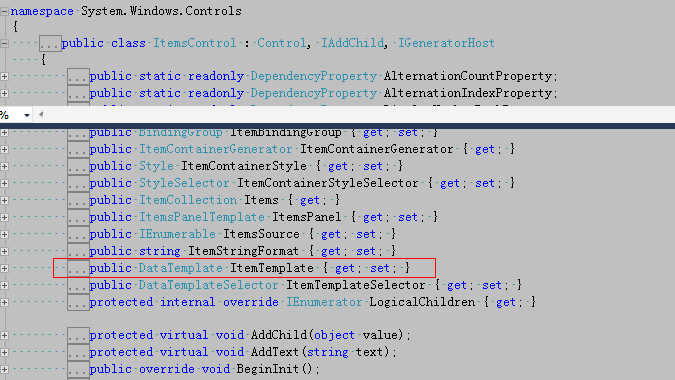 namespace System.Windows.Controls
{
...public class ItemsControl : Control, IAddChild, IGeneratorHost
{
...public static readonly DependencyProperty AlternationCountProperty;
...public static readonly DependencyProperty AlternationIndexProperty;
%
...public BindingGroup ItemBindingGroup { get; set; }
...public ItemContainerGenerator ItemContainerGenerator { get; }
...public Style ItemContainerStyle { get; set; }
...public StyleSelector ItemContainerStyleSelector { get; set; }
...public ItemCollection Items { get; }
...public ItemsPanelTemplate ItemsPanel { get; set; }
...public IEnumerable ItemsSource { get; set; }
...public string ItemStringFormat { get; set; }
...public DataTemplate ItemTemplate { get; set; }
...public DataTemplateSelector ItemTemplateSelector { get; set; }
...protected internal override IEnumerator LogicalChildren { get; }
...protected virtual void AddChild(object value);
...protected virtual void AddText(string text);
...public override void BeginInit();